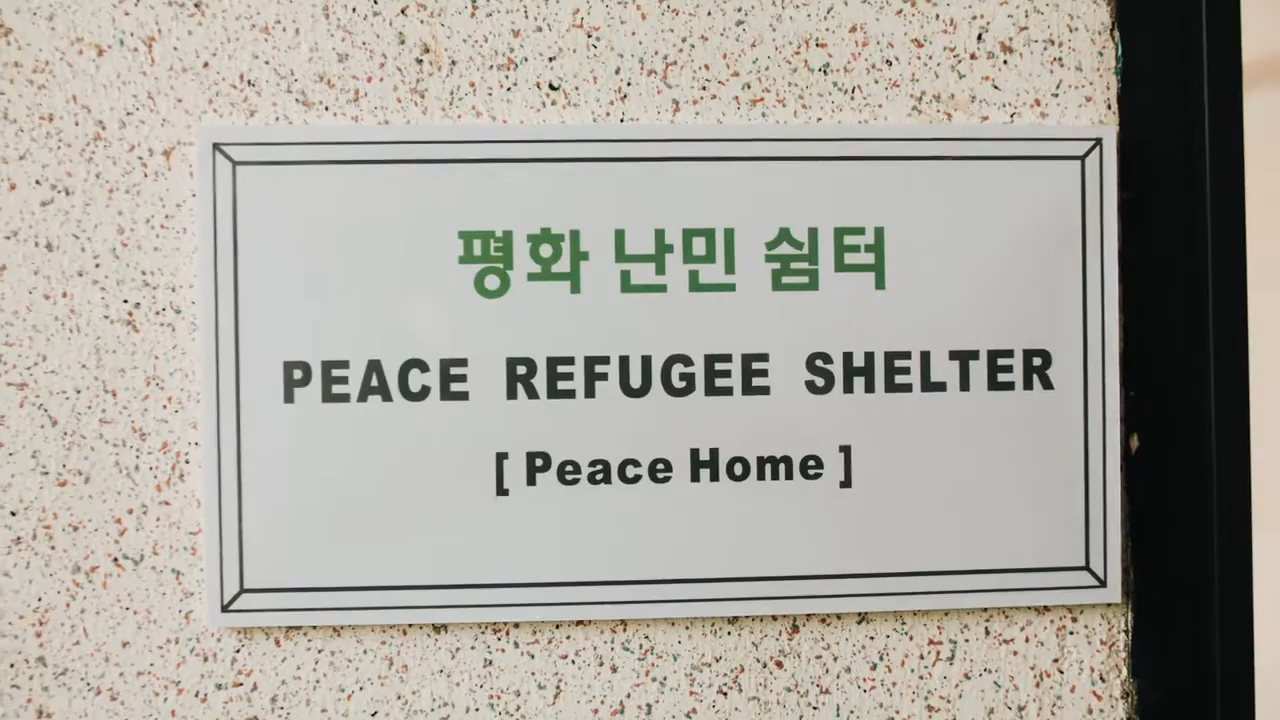 평화 난민 쉼터
PEACE REFUGEE SHELTER
[ Peace Home ]